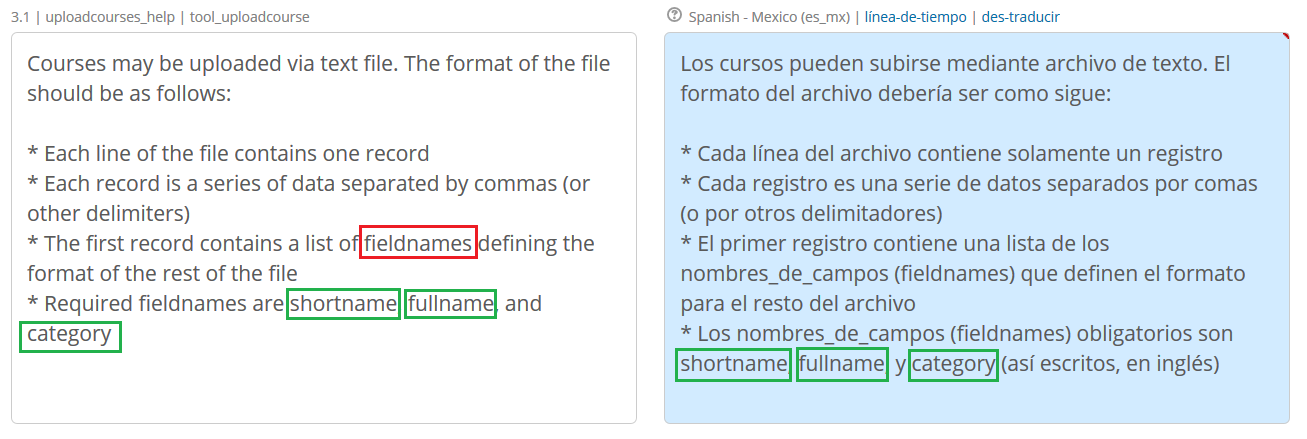 3.1 | uploadcourses_help | tool_uploadcourse
Courses may be uploaded via text file. The format of the file
should be as follows:
* Each line of the file contains one record
* Each record is a series of data separated by commas (or
other delimiters)
* The first record contains a list of fieldnames defining the
format of the rest of the file
* Required fieldnames are shortname, fullname, and
category
Spanish - Mexico (es_mx) | línea-de-tiempo | des-traducir
Los cursos pueden subirse mediante archivo de texto. El
formato del archivo debería ser como sigue:
* Cada línea del archivo contiene solamente un registro
* Cada registro es una serie de datos separados por comas
(o por otros delimitadores)
* El primer registro contiene una lista de los
nombres_de_campos (fieldnames) que definen el formato
para el resto del archivo
* Los nombres_de_campos (fieldnames) obligatorios son
shortname, fullname, y category (así escritos, en inglés)